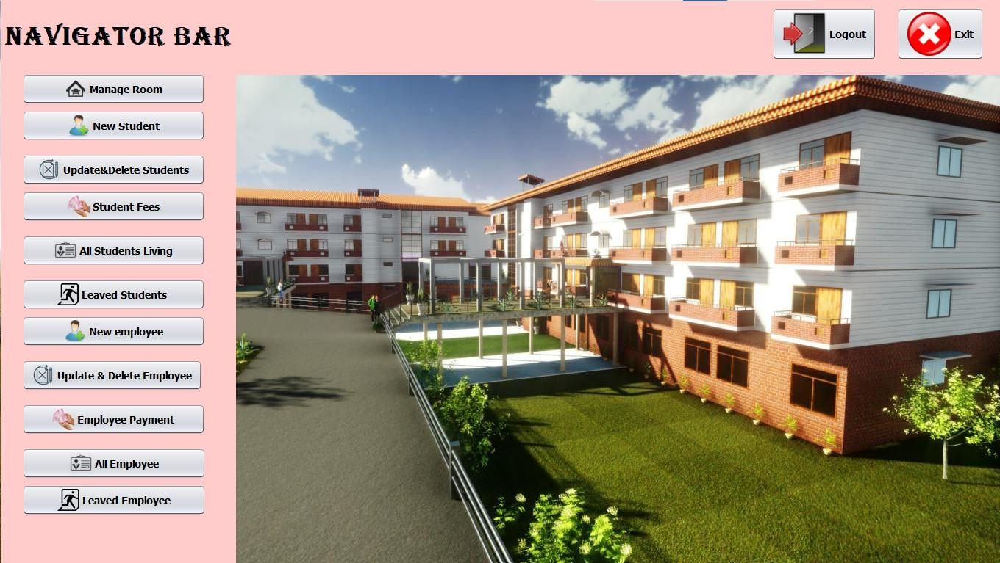 NAVIGATOR BAR
Logout
Exit
Manage Room
New Student
Update&Delete Students
Student Fees
All Students Living
Leaved Students
New employee
Update & Delete Employee
Employee Payment
All Employee
Leaved Employee